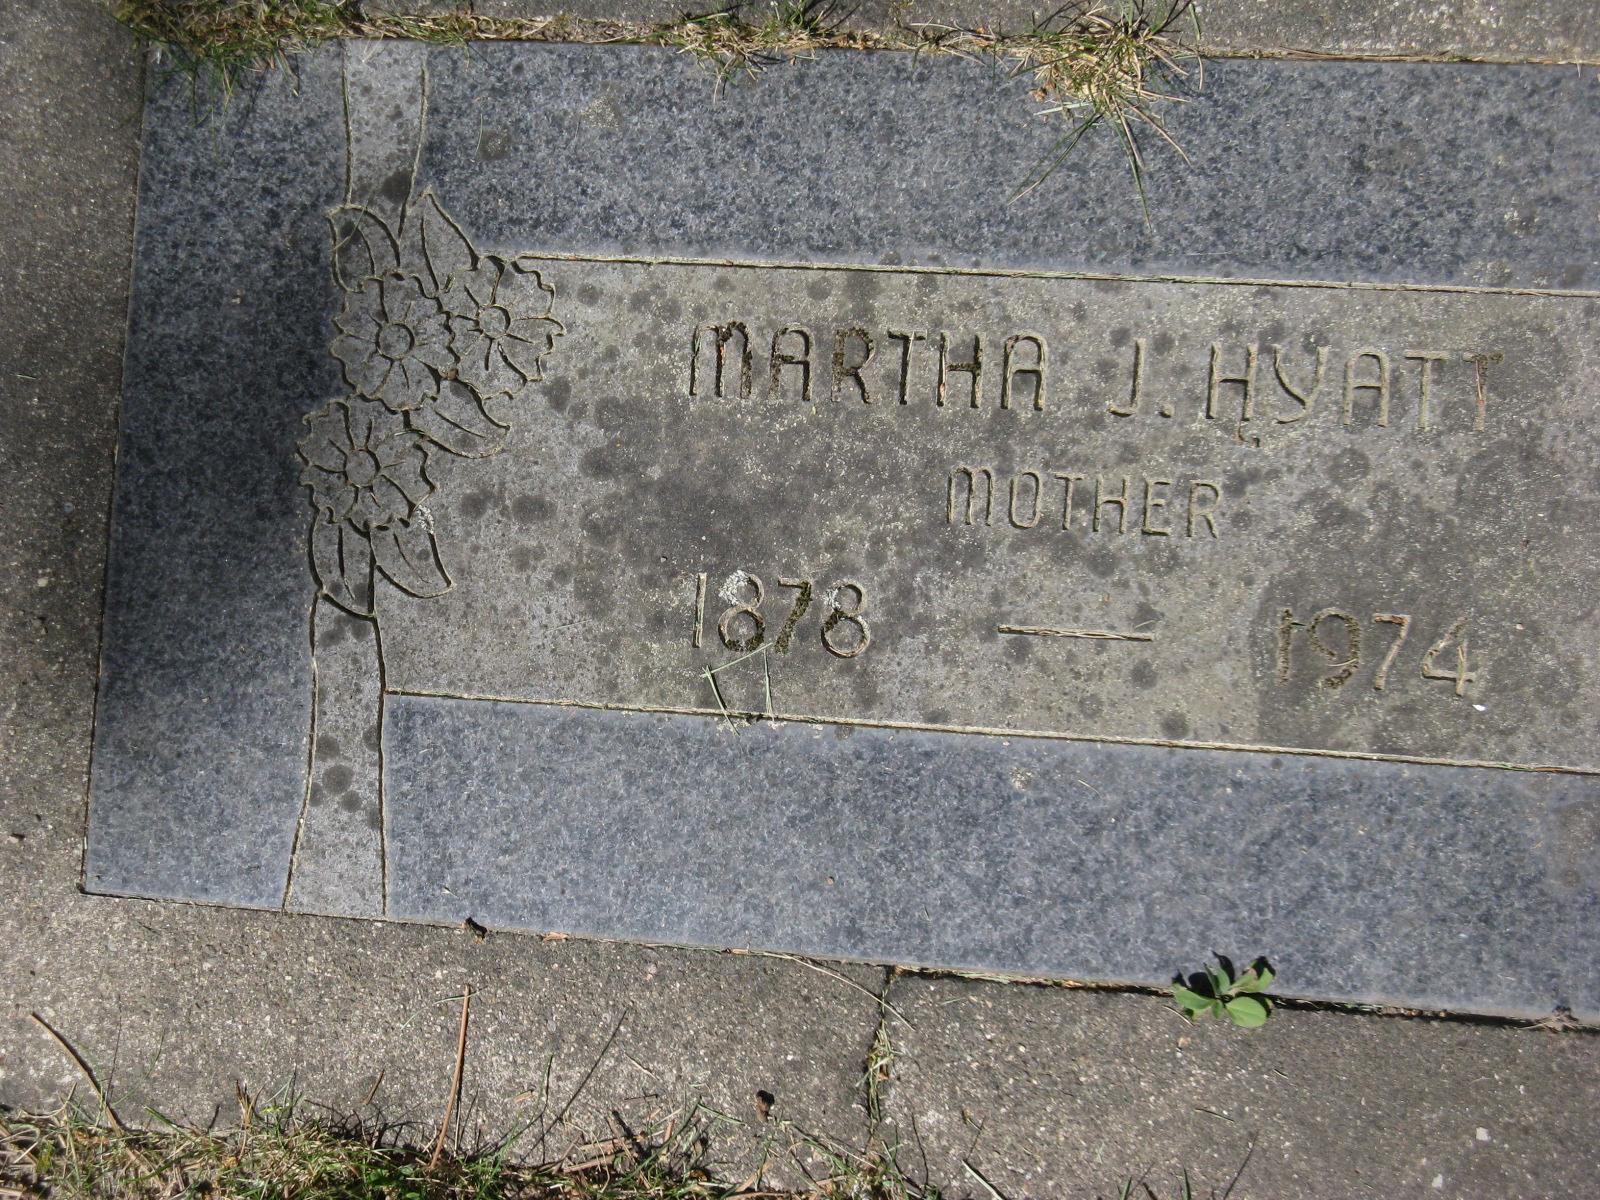 MARTHA J. HYATT
MOTHER
1878 — 1974